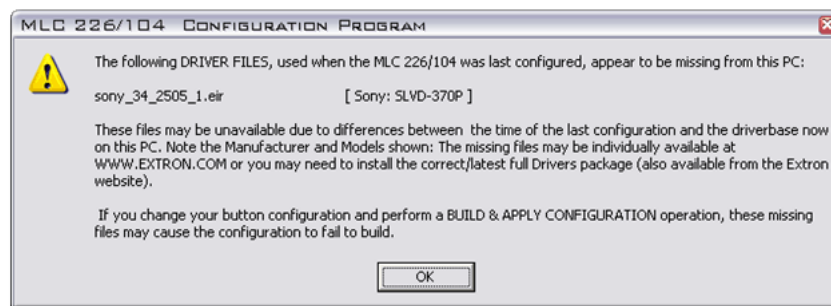 MLC 226/104 CONFIGURATION PROGRAM
The following DRIVER FILES, used when the MLC 226/104 was last configured, appear to be missing from this PC:
sony_34_2505_1.eir [ Sony: SLVD-370P ]
These files may be unavailable due to differences between the time of the last configuration and the driverbase now
on this PC. Note the Manufacturer and Models shown: The missing files may be individually available at
WWW.EXTRON.COM or you may need to install the correct/latest full Drivers package (also available from the Extron
website).
If you change your button configuration and perform a BUILD & APPLY CONFIGURATION operation, these missing
files may cause the configuration to fail to build.
OK